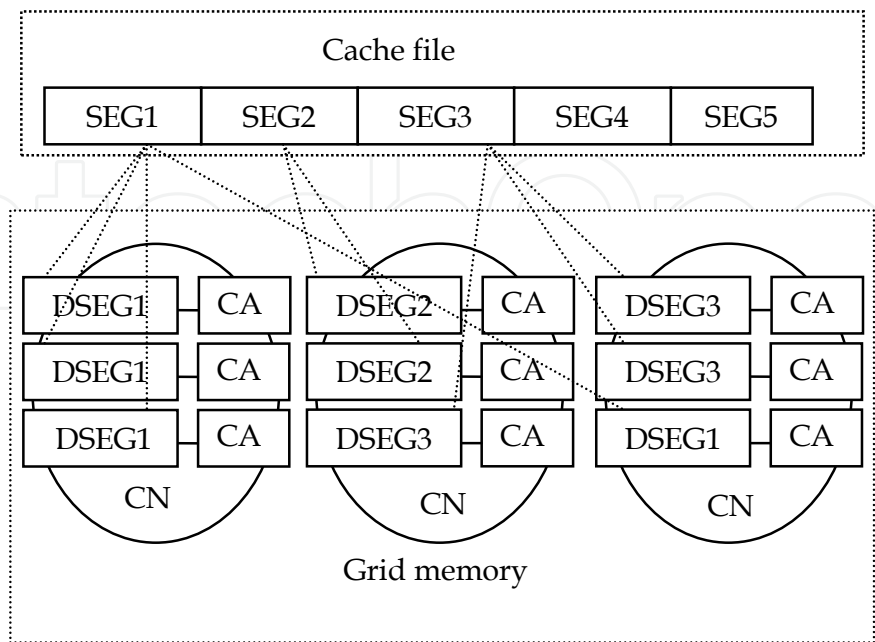 Cache file
SEG1 SEG2 SEG3 SEG4 SEG5
DSEG1 CA DSEG2 CA DSEG3 CA
DSEG1 CA DSEG2 CA DSEG3 CA
DSEG1 CA DSEG3 CA DSEG1 CA
CN CN CN
Grid memory